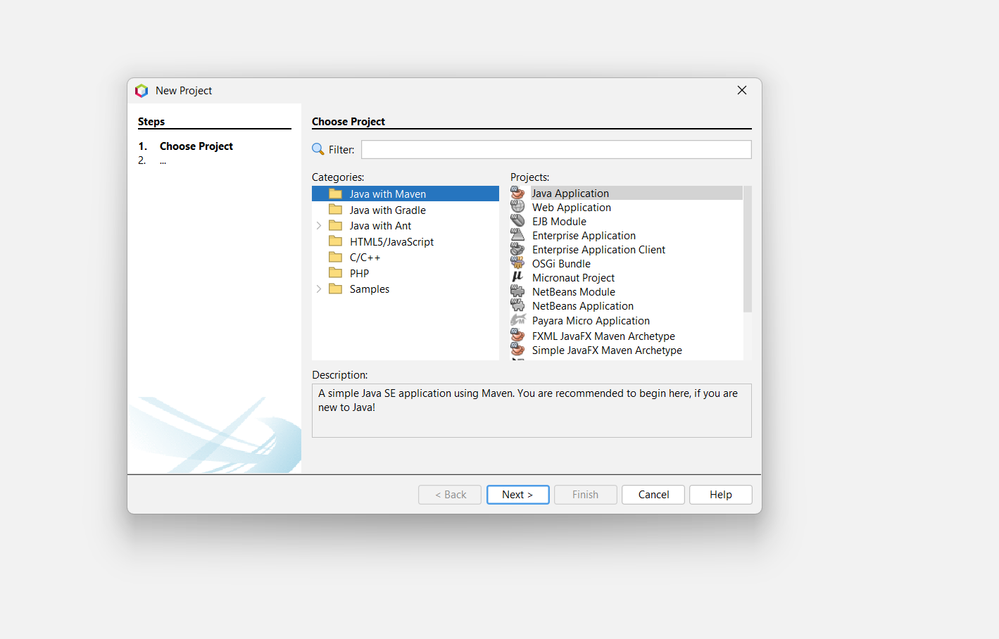 New Project
Steps
1. Choose Project
2. ...
Choose Project
Filter:
Categories:
Java with Maven
Java with Gradle
Java with Ant
HTML5/JavaScript
C/C++
PHP
Samples
Projects:
Java Application
Web Application
EJB Module
Enterprise Application
Enterprise Application Client
OSGi Bundle
Micronaut Project
NetBeans Module
NetBeans Application
Payara Micro Application
FXML JavaFX Maven Archetype
Simple JavaFX Maven Archetype
Description:
A simple Java SE application using Maven. You are recommended to begin here, if you are
new to Java!
< Back
Next >
Finish
Cancel
Help